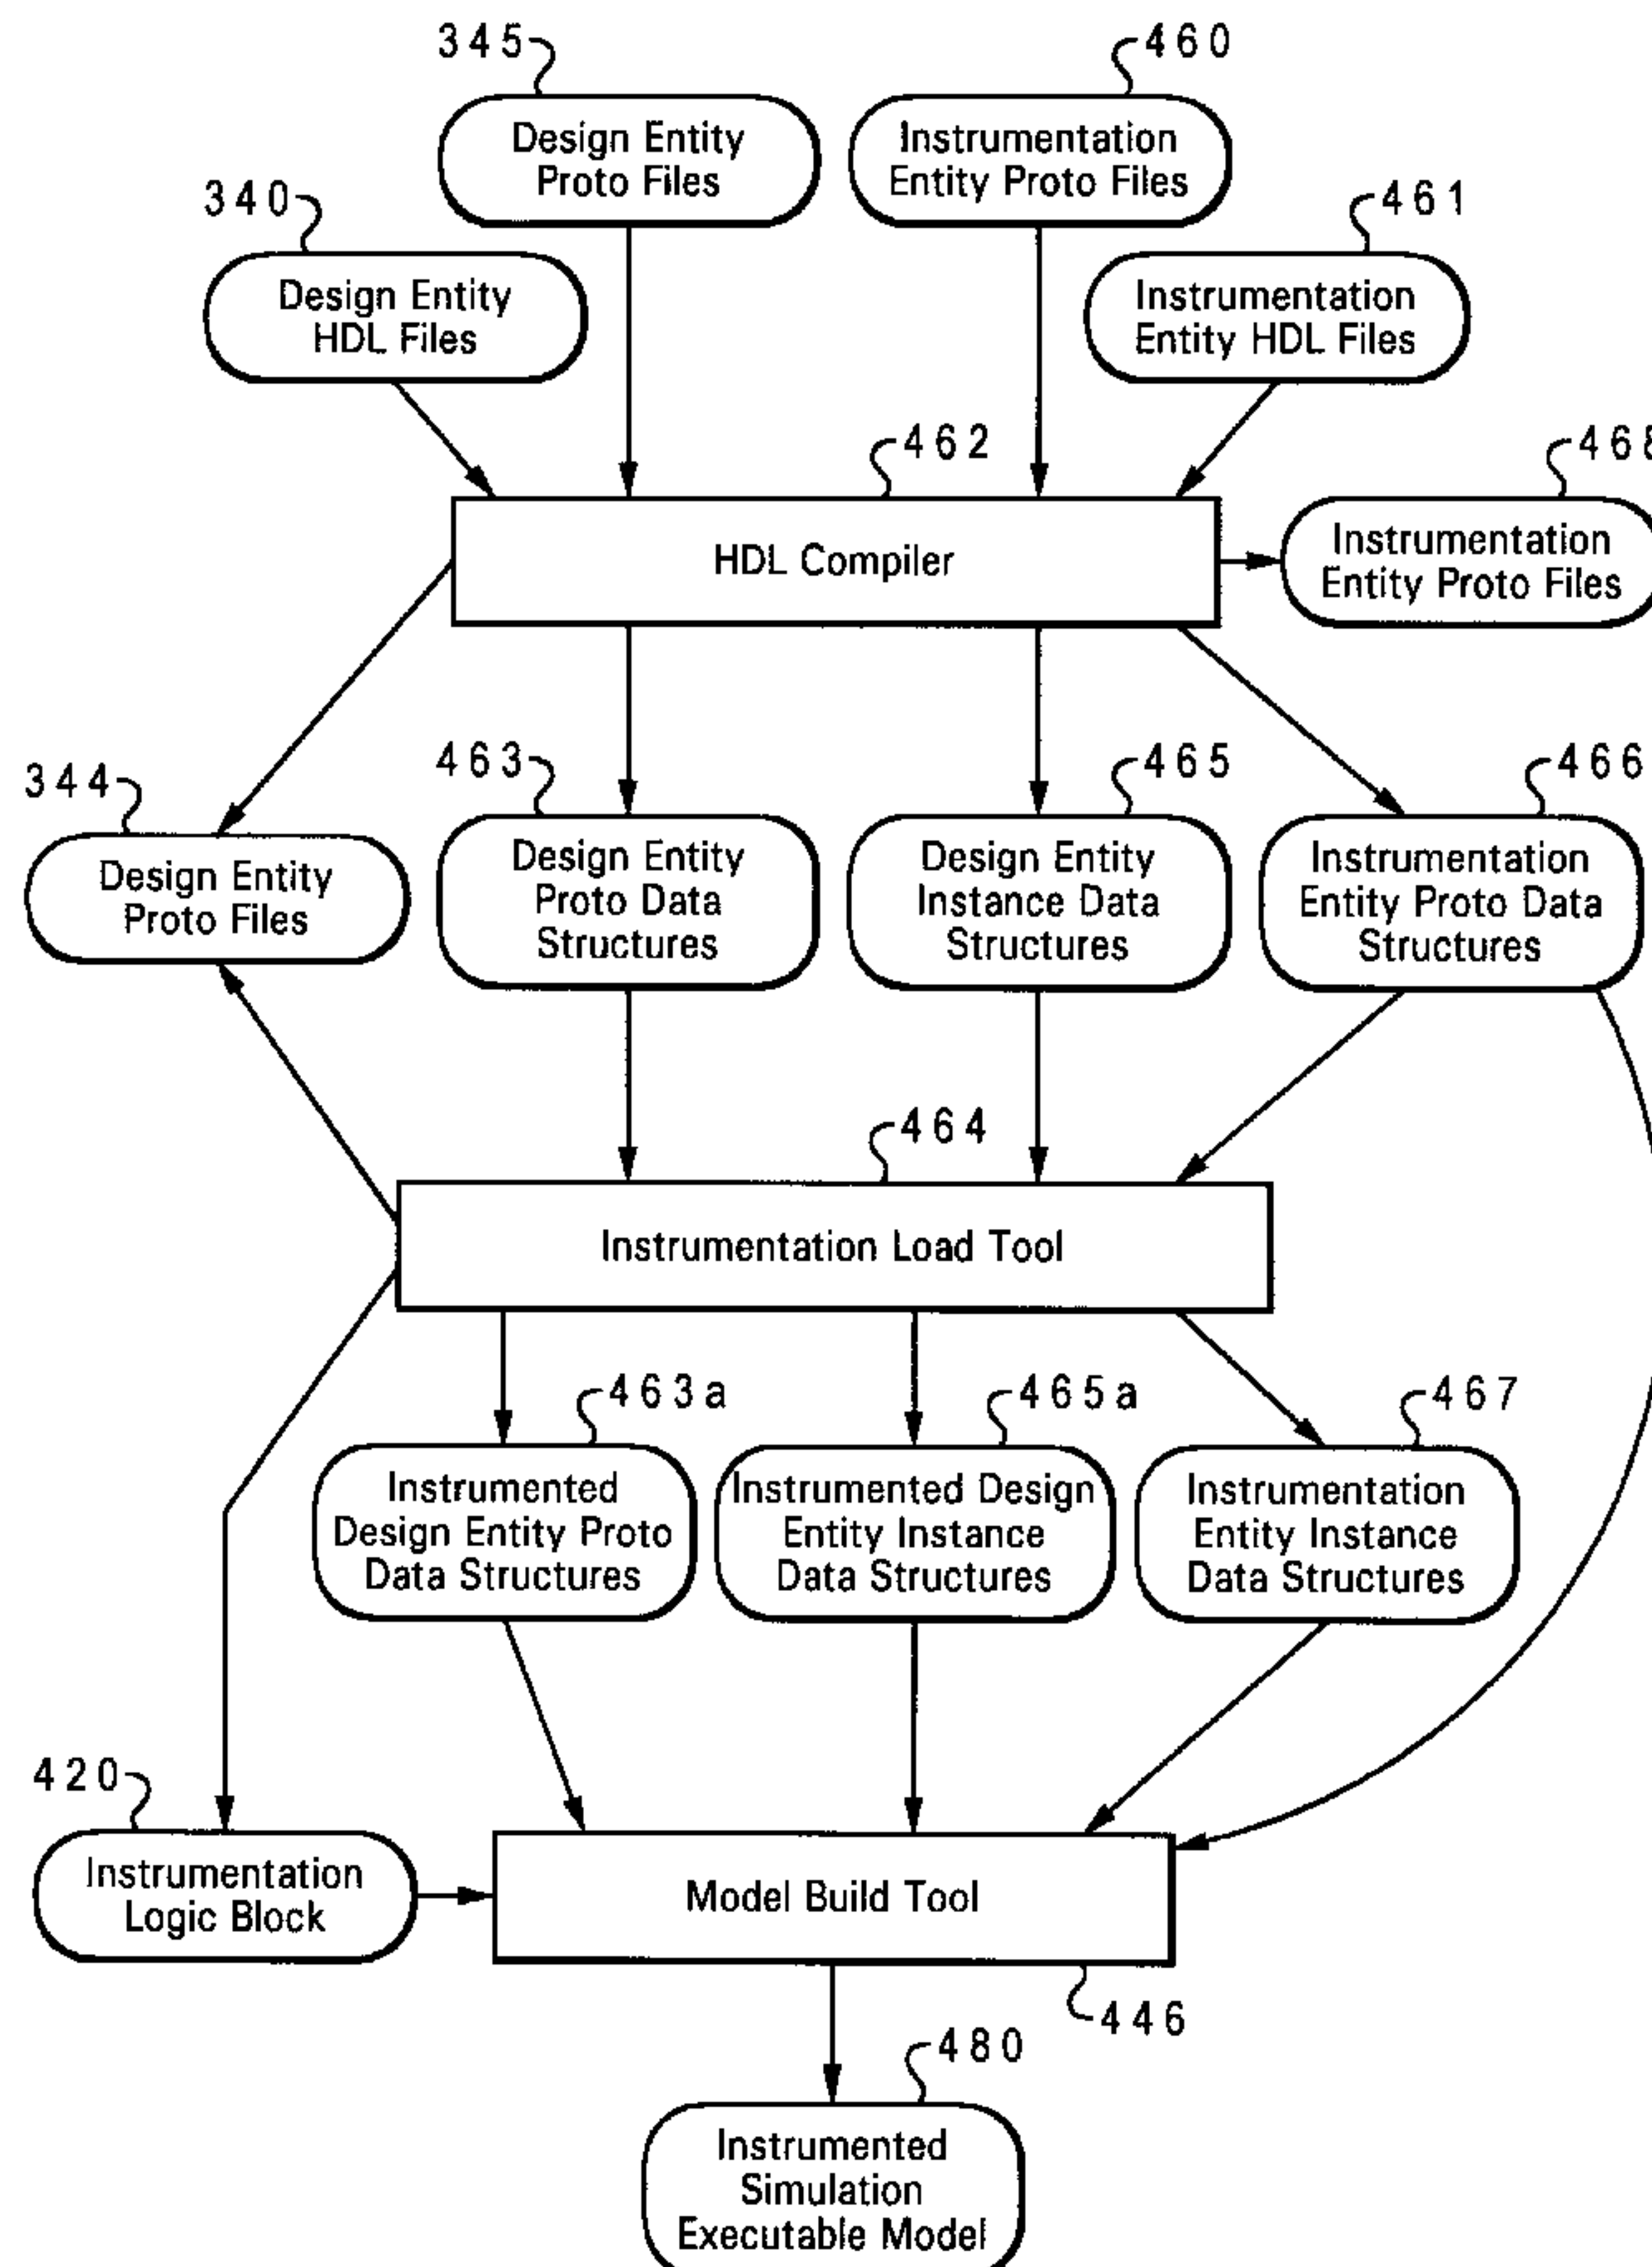 345
460
Design Entity
Proto Files
Instrumentation
Entity Proto Files
340
461
Design Entity
HDL Files
Instrumentation
Entity HDL Files
462
468
HDL Compiler
Instrumentation
Entity Proto Files
344
463
465
466
Design Entity
Proto Files
Design Entity
Proto Data
Structures
Design Entity
Instance Data
Structures
Instrumentation
Entity Proto Data
Structures
464
Instrumentation Load Tool
463a
465a
467
Instrumented
Design Entity Proto
Data Structures
Instrumented Design
Entity Instance
Data Structures
Instrumentation
Entity Instance
Data Structures
420
Instrumentation
Logic Block
Model Build Tool
446
480
Instrumented
Simulation
Executable Model